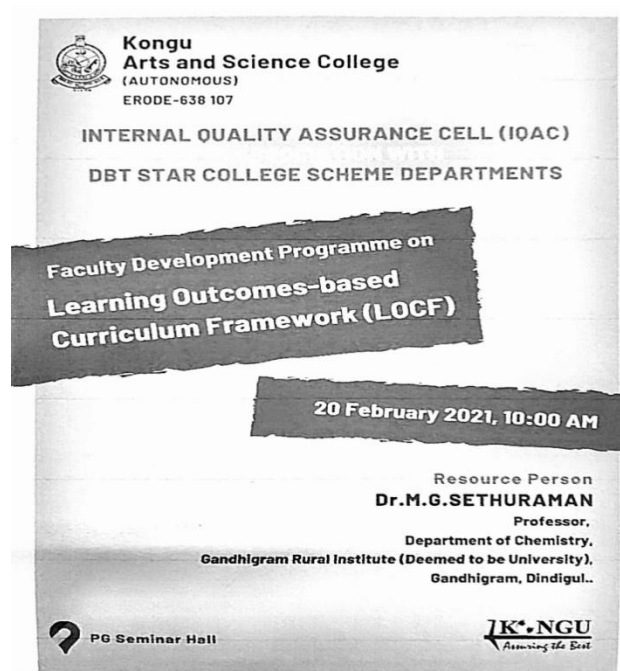 Kongu
Arts and Science College
(AUTONOMOUS)
ERODE-638 107
INTERNAL QUALITY ASSURANCE CELL (IQAC)
DBT STAR COLLEGE SCHEME DEPARTMENTS
Faculty Development Programme on
Learning Outcomes-based
Curriculum Framework (LOCF)
20 February 2021, 10:00 AM
Resource Person
Dr.M.G.SETHURAMAN
Professor,
Department of Chemistry,
Gandhigram Rural Institute (Deemed to be University),
Gandhigram, Dindigul..
PG Seminar Hall
KONGU
Assuring the Best